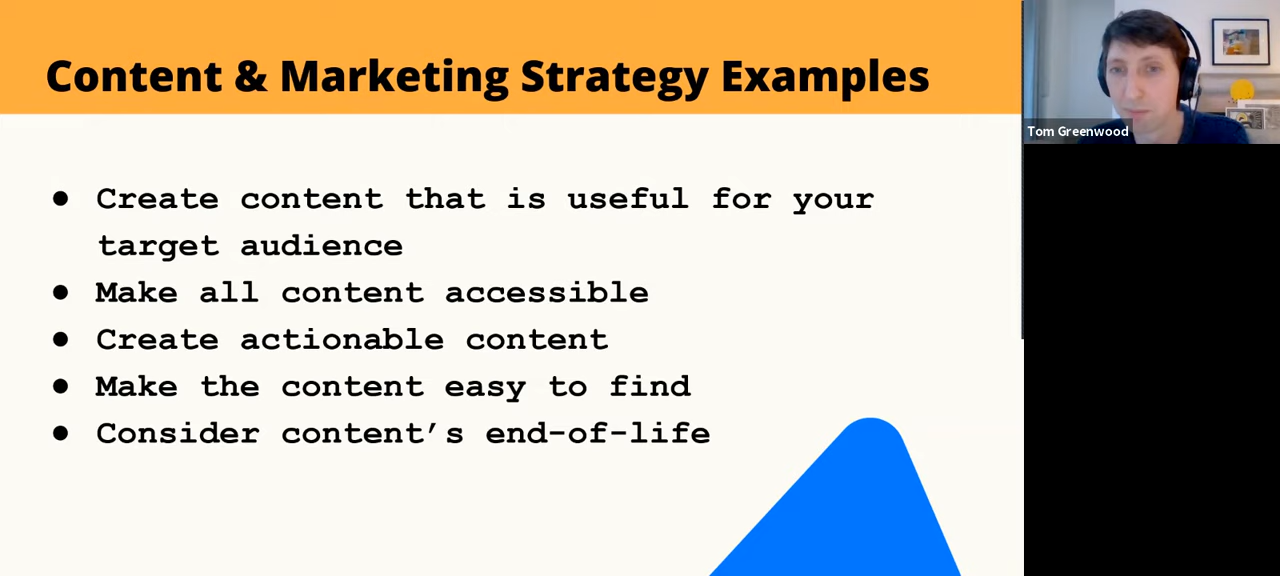 Content & Marketing Strategy Examples
● Create content that is useful for your
target audience
● Make all content accessible
● Create actionable content
● Make the content easy to find
● Consider content’s end-of-life
Tom Greenwood